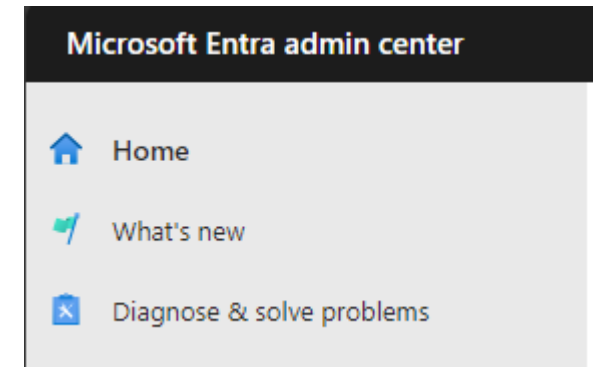 Microsoft Entra admin center
Home
What's new
Diagnose & solve problems